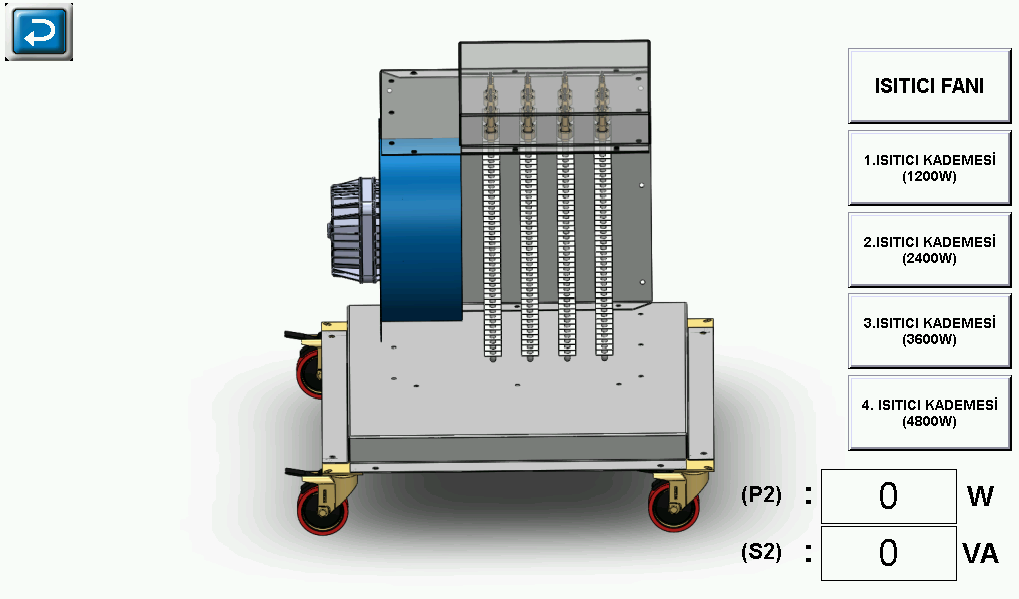 ISITICI FANI
1.ISITICI KADEMESİ
(1200W)
2.ISITICI KADEMESİ
(2400W)
3.ISITICI KADEMESİ
(3600W)
4. ISITICI KADEMESİ
(4800W)
(P2) : 0 W
(S2) : 0 VA